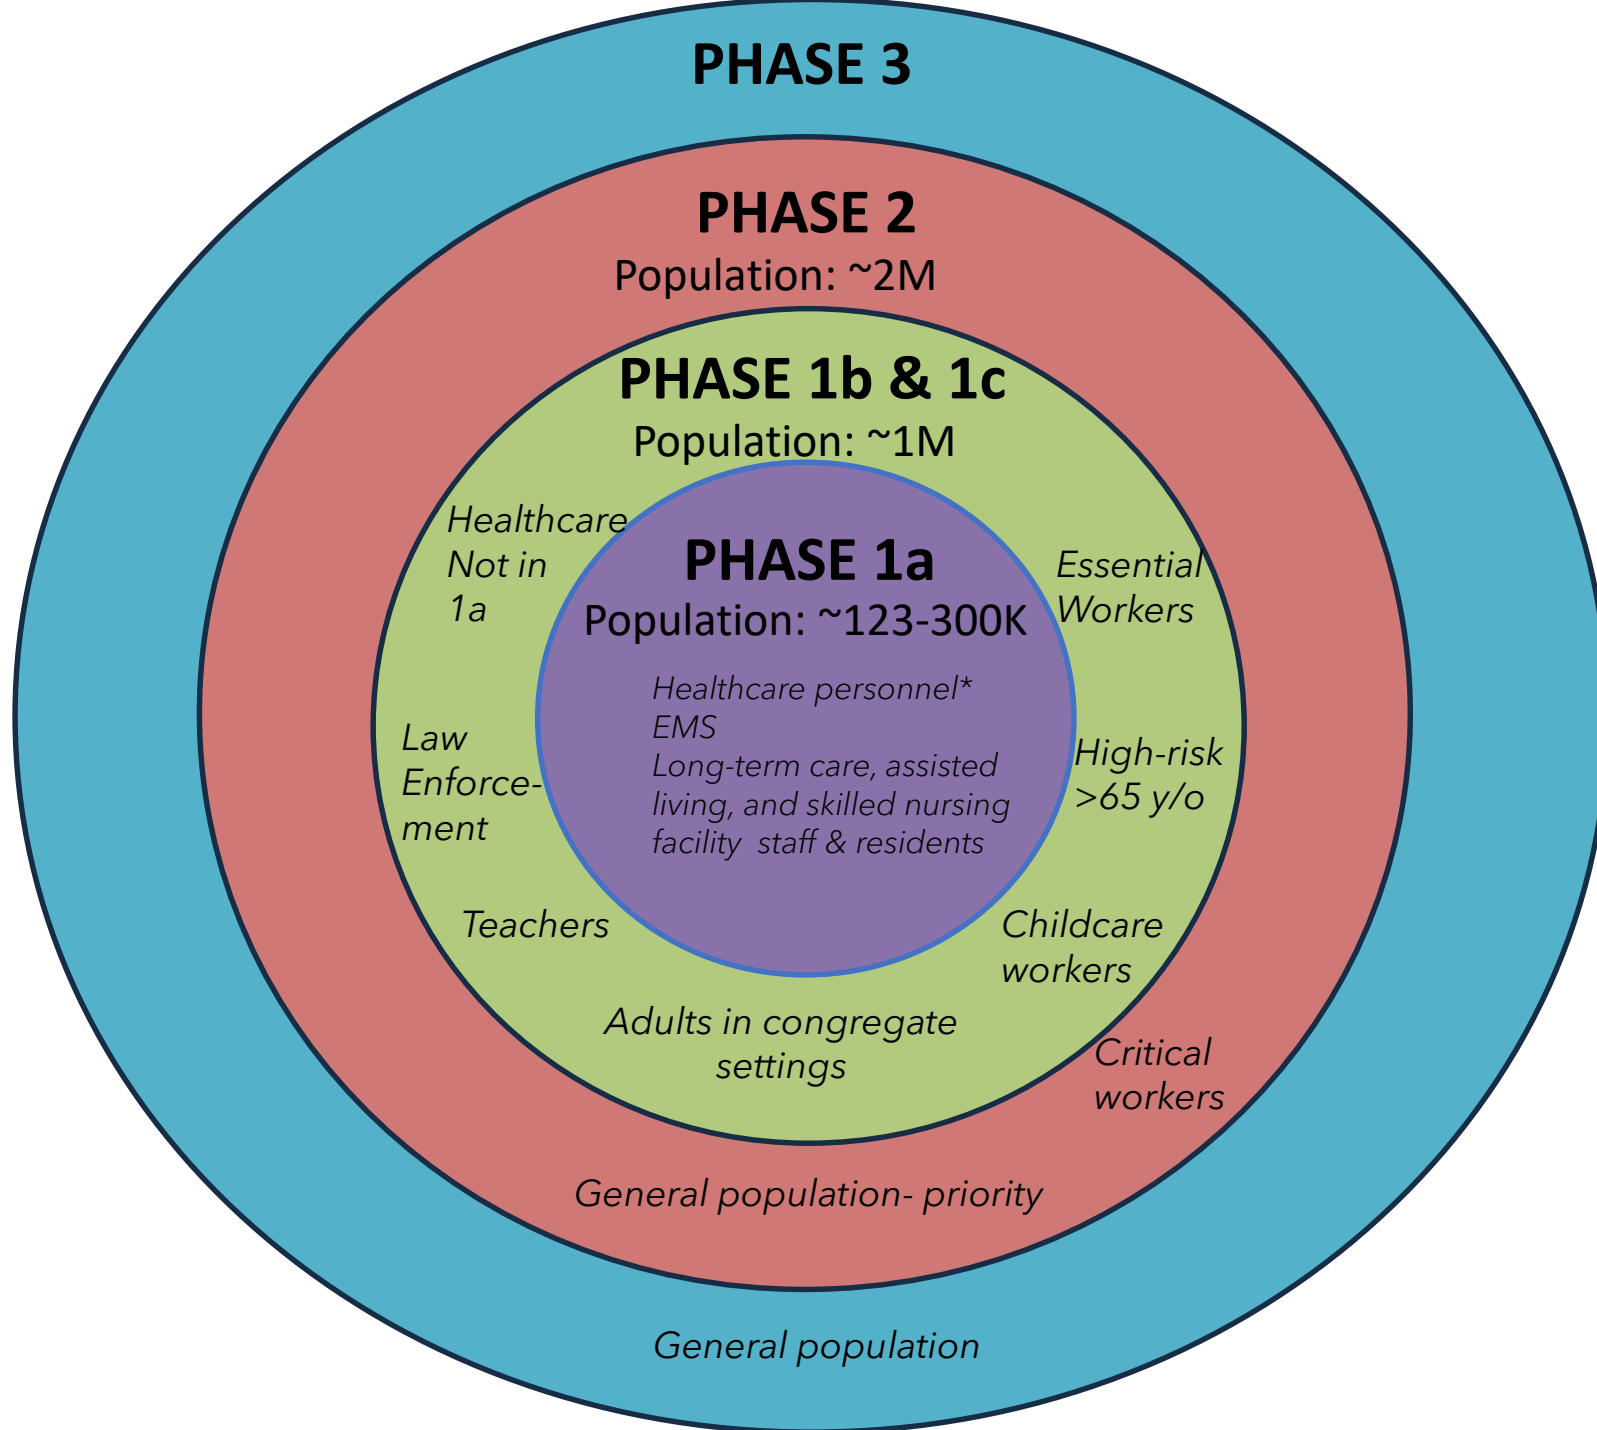 PHASE 3
PHASE 2
Population: ~2M
PHASE 1b & 1c
Population: ~1M
Healthcare
Not in
1a
PHASE 1a
Population: ~123-300K
Essential
Workers
Healthcare personnel*
EMS
Long-term care, assisted
living, and skilled nursing
facility  staff & residents
Law
Enforce-
ment
High-risk
>65 y/o
Teachers
Childcare
workers
Adults in congregate
settings
Critical
workers
General population- priority
General population